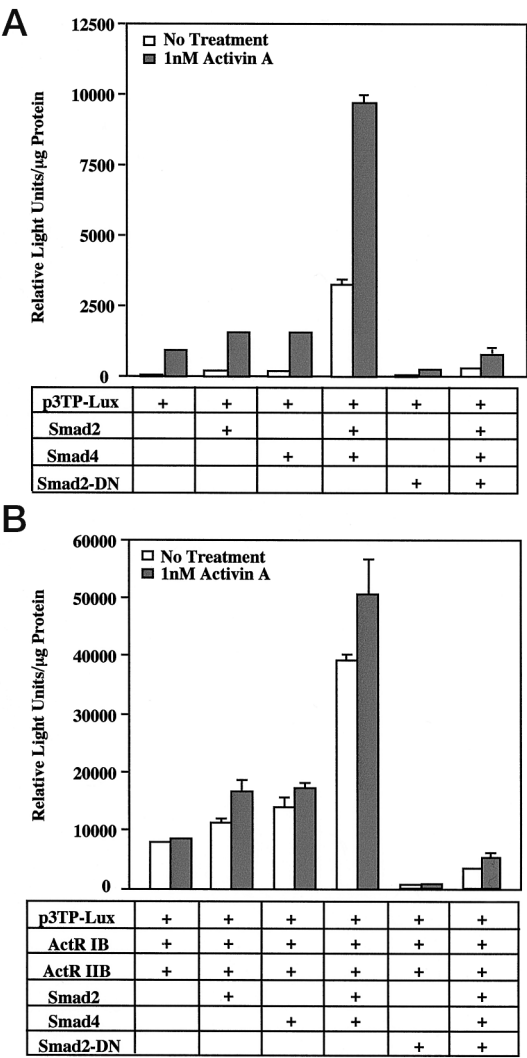 A
12500
10000
7500
5000
2500
0
Relative Light Units/µg Protein
No Treatment
1nM Activin A
p3TP-Lux + + + + + +
Smad2 + + +
Smad4 + + +
Smad2-DN + +
B
60000
50000
40000
30000
20000
10000
0
Relative Light Units/µg Protein
No Treatment
1nM Activin A
p3TP-Lux + + + + + +
ActR IB + + + + + +
ActR IIB + + + + + +
Smad2 + + +
Smad4 + + +
Smad2-DN + +